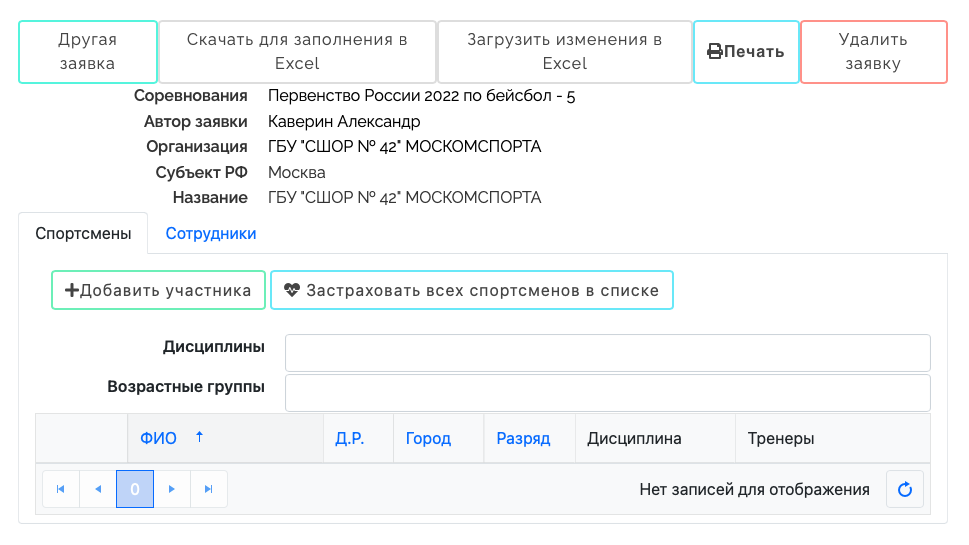 Другая заявка
Скачать для заполнения в Excel
Загрузить изменения в Excel
Печать
Удалить заявку
Соревнования Первенство России 2022 по бейсбол - 5
Автор заявки Каверин Александр
Организация ГБУ "СШОР № 42" МОСКОМСПОРТА
Субъект РФ Москва
Название ГБУ "СШОР № 42" МОСКОМСПОРТА
Спортсмены Сотрудники
Добавить участника Застраховать всех спортсменов в списке
Дисциплины
Возрастные группы
ФИО Д.Р. Город Разряд Дисциплина Тренеры
0 Нет записей для отображения